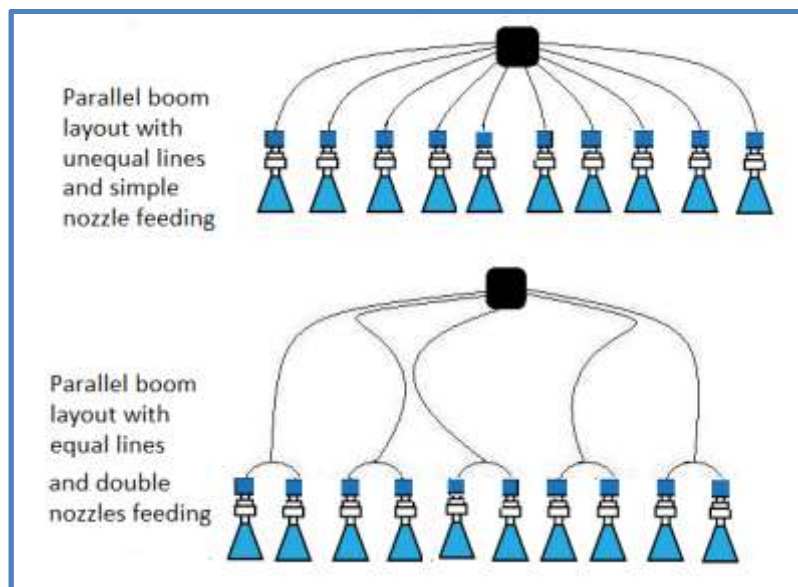 Parallel boom
layout with
unequal lines
and simple
nozzle feeding
Parallel boom
layout with
equal lines
and double
nozzles feeding